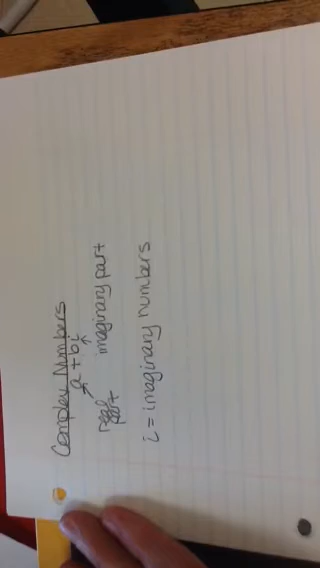 Complex Numbers
a + bi
real part imaginary part
i = imaginary numbers